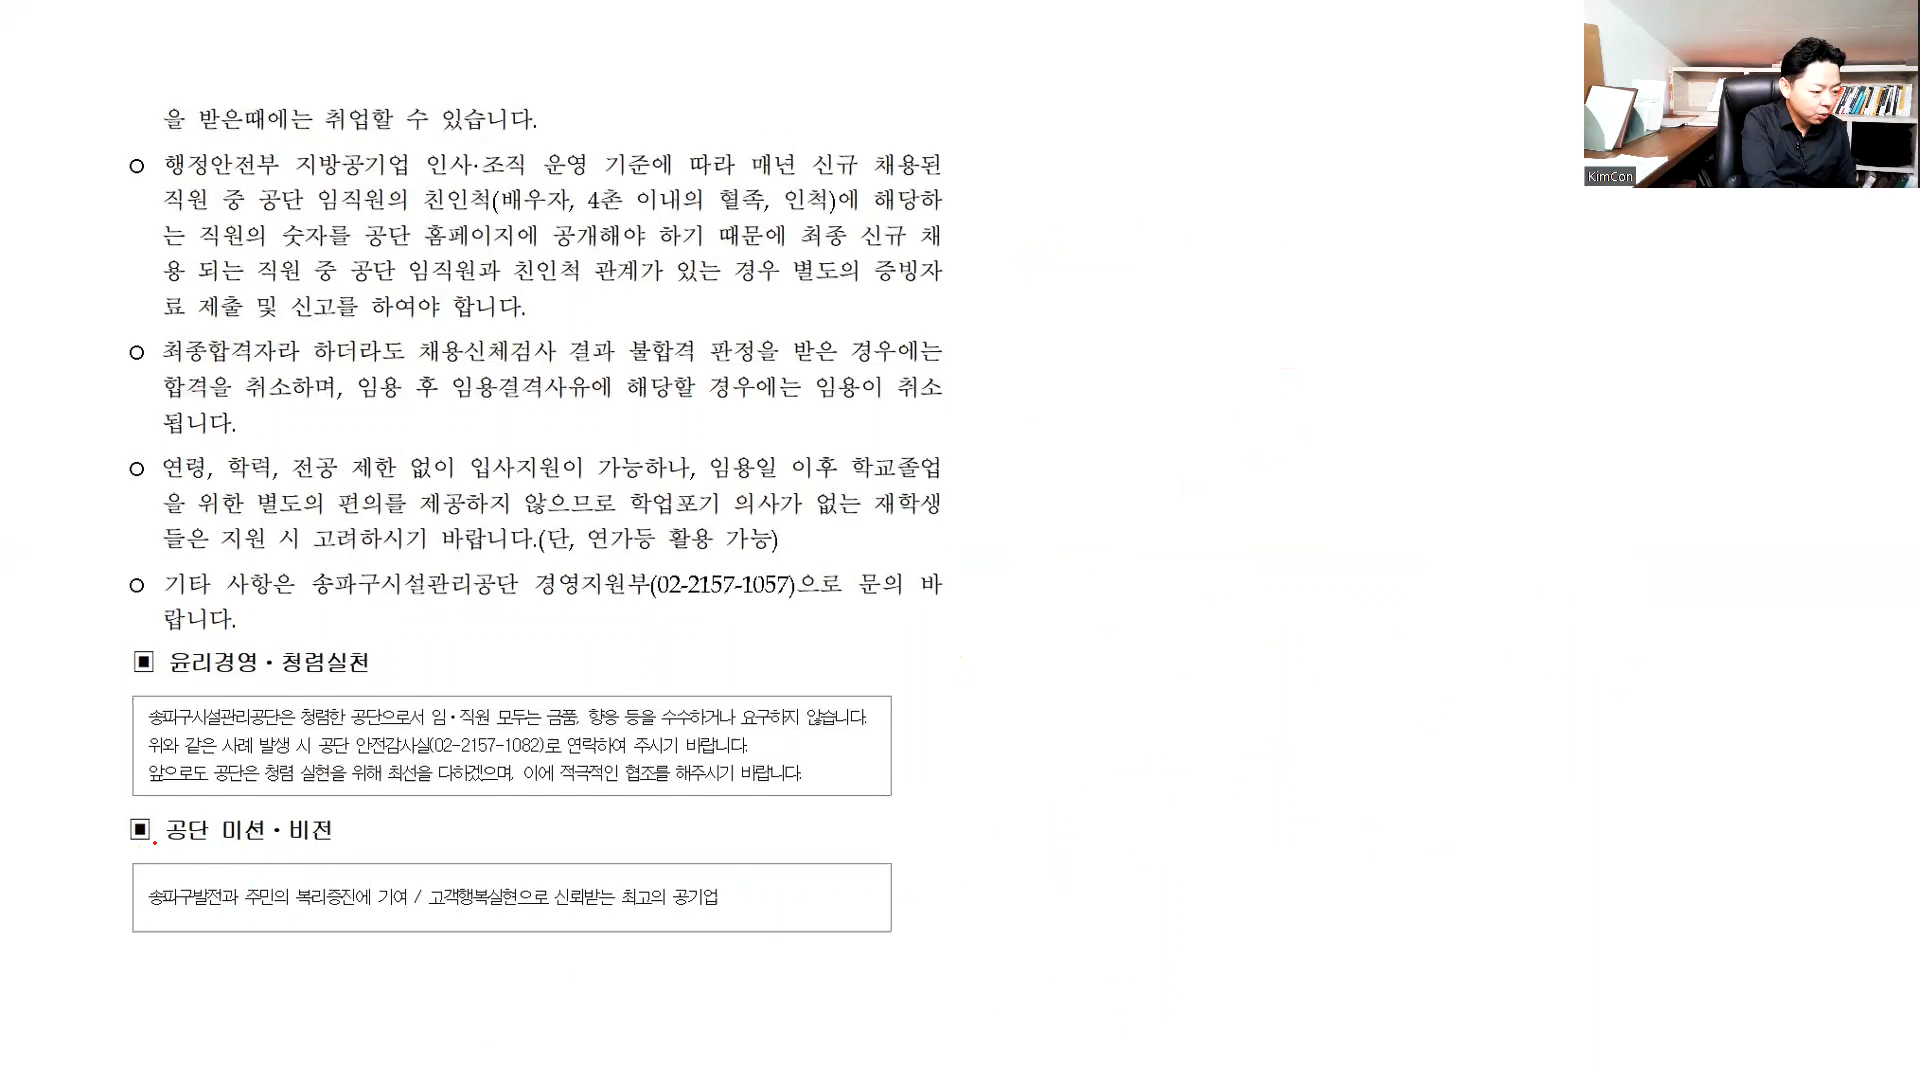 을 받은때에는 취업할 수 있습니다.
○ 행정안전부 지방공기업 인사·조직 운영 기준에 따라 매년 신규 채용된
직원 중 공단 임직원의 친인척(배우자, 4촌 이내의 혈족, 인척)에 해당하
는 직원의 숫자를 공단 홈페이지에 공개해야 하기 때문에 최종 신규 채
용 되는 직원 중 공단 임직원과 친인척 관계가 있는 경우 별도의 증빙자
료 제출 및 신고를 하여야 합니다.
○ 최종합격자라 하더라도 채용신체검사 결과 불합격 판정을 받은 경우에는
합격을 취소하며, 임용 후 임용결격사유에 해당할 경우에는 임용이 취소
됩니다.
○ 연령, 학력, 전공 제한 없이 입사지원이 가능하나, 임용일 이후 학교졸업
을 위한 별도의 편의를 제공하지 않으므로 학업포기 의사가 없는 재학생
들은 지원 시 고려하시기 바랍니다.(단, 연가등 활용 가능)
○ 기타 사항은 송파구시설관리공단 경영지원부(02-2157-1057)으로 문의 바
랍니다.
▣ 윤리경영·청렴실천
송파구시설관리공단은 청렴한 공단으로서 임·직원 모두는 금품, 향응 등을 수수하거나 요구하지 않습니다.
위와 같은 사례 발생 시 공단 안전감사실(02-2157-1082)로 연락하여 주시기 바랍니다.
앞으로도 공단은 청렴 실현을 위해 최선을 다하겠으며, 이에 적극적인 협조를 해주시기 바랍니다.
▣ 공단 미션·비전
송파구발전과 주민의 복리증진에 기여 / 고객행복실현으로 신뢰받는 최고의 공기업
KimCon